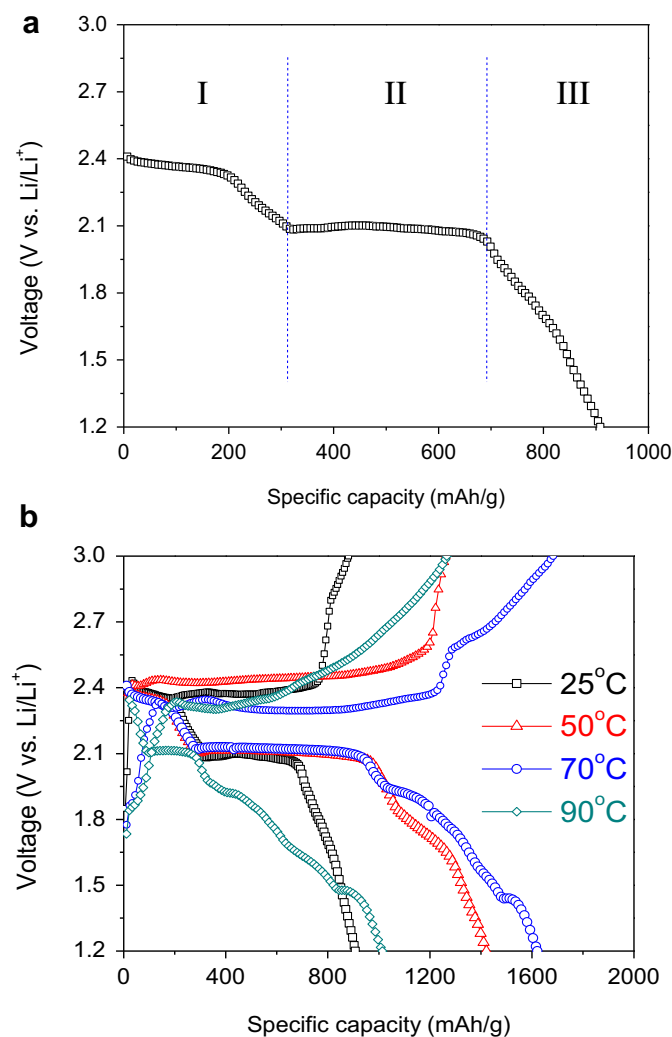 a
3.0
2.7
2.4
2.1
1.8
1.5
1.2
Voltage (V vs. Li/Li⁺)
I II III
0 200 400 600 800 1000
Specific capacity (mAh/g)
b
3.0
2.7
2.4
2.1
1.8
1.5
1.2
Voltage (V vs. Li/Li⁺)
25°C
50°C
70°C
90°C
0 400 800 1200 1600 2000
Specific capacity (mAh/g)